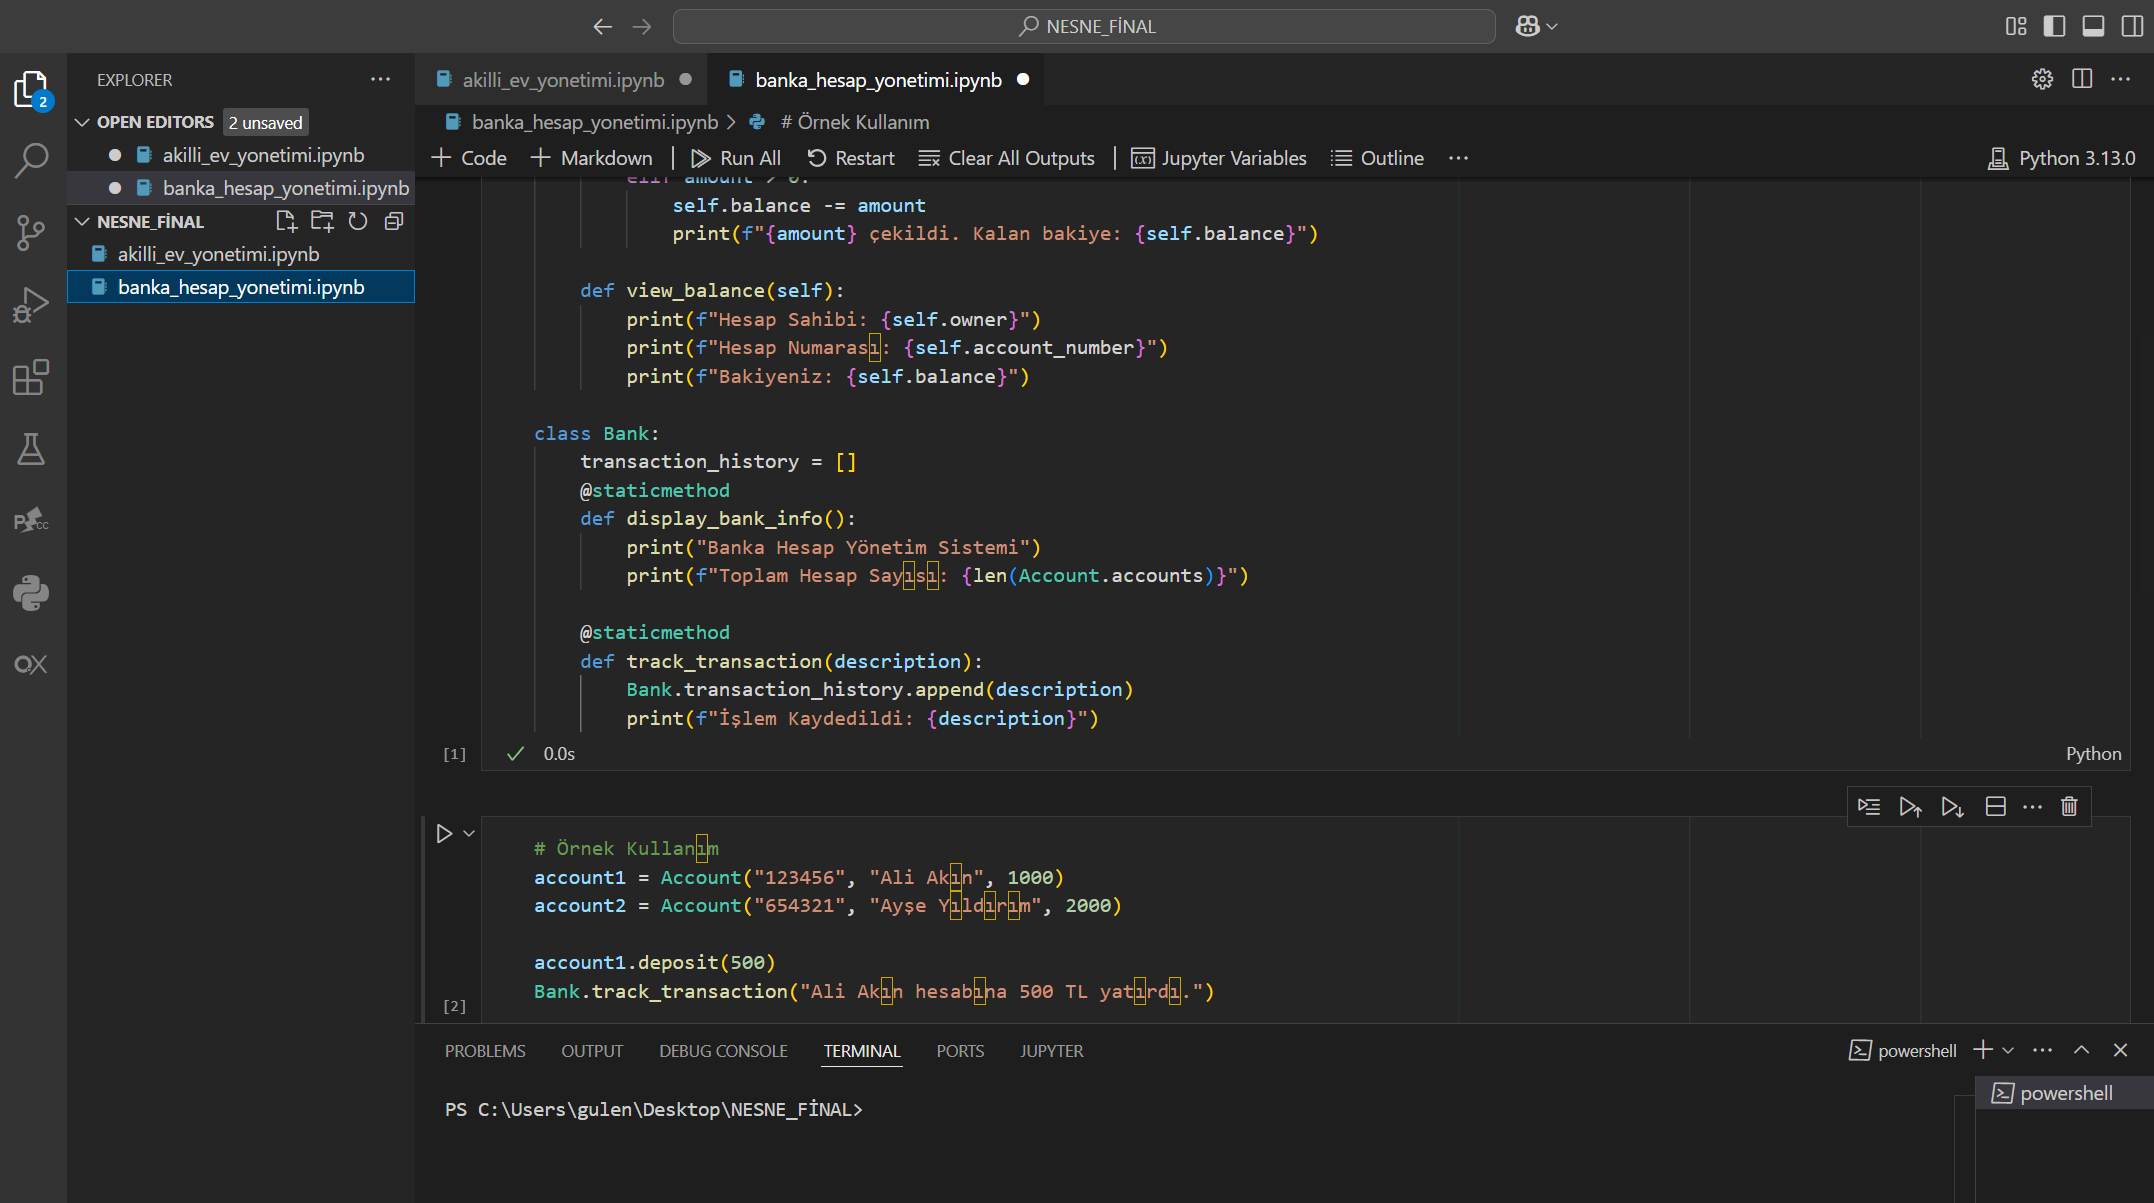 NESNE_FİNAL
EXPLORER
2
OPEN EDITORS 2 unsaved
akilli_ev_yonetimi.ipynb
banka_hesap_yonetimi.ipynb
NESNE_FİNAL
akilli_ev_yonetimi.ipynb
banka_hesap_yonetimi.ipynb
akilli_ev_yonetimi.ipynb
banka_hesap_yonetimi.ipynb
banka_hesap_yonetimi.ipynb > # Örnek Kullanım
+ Code + Markdown | Run All Restart Clear All Outputs | Jupyter Variables Outline ... Python 3.13.0
elif amount > 0:
self.balance -= amount
print(f"{amount} çekildi. Kalan bakiye: {self.balance}")
def view_balance(self):
print(f"Hesap Sahibi: {self.owner}")
print(f"Hesap Numarası: {self.account_number}")
print(f"Bakiyeniz: {self.balance}")
class Bank:
transaction_history = []
@staticmethod
def display_bank_info():
print("Banka Hesap Yönetim Sistemi")
print(f"Toplam Hesap Sayısı: {len(Account.accounts)}")
@staticmethod
def track_transaction(description):
Bank.transaction_history.append(description)
print(f"İşlem Kaydedildi: {description}")
[1] 0.0s Python
# Örnek Kullanım
account1 = Account("123456", "Ali Akın", 1000)
account2 = Account("654321", "Ayşe Yıldırım", 2000)
account1.deposit(500)
Bank.track_transaction("Ali Akın hesabına 500 TL yatırdı.")
[2]
PROBLEMS OUTPUT DEBUG CONSOLE TERMINAL PORTS JUPYTER powershell
PS C:\Users\gulen\Desktop\NESNE_FİNAL>
powershell